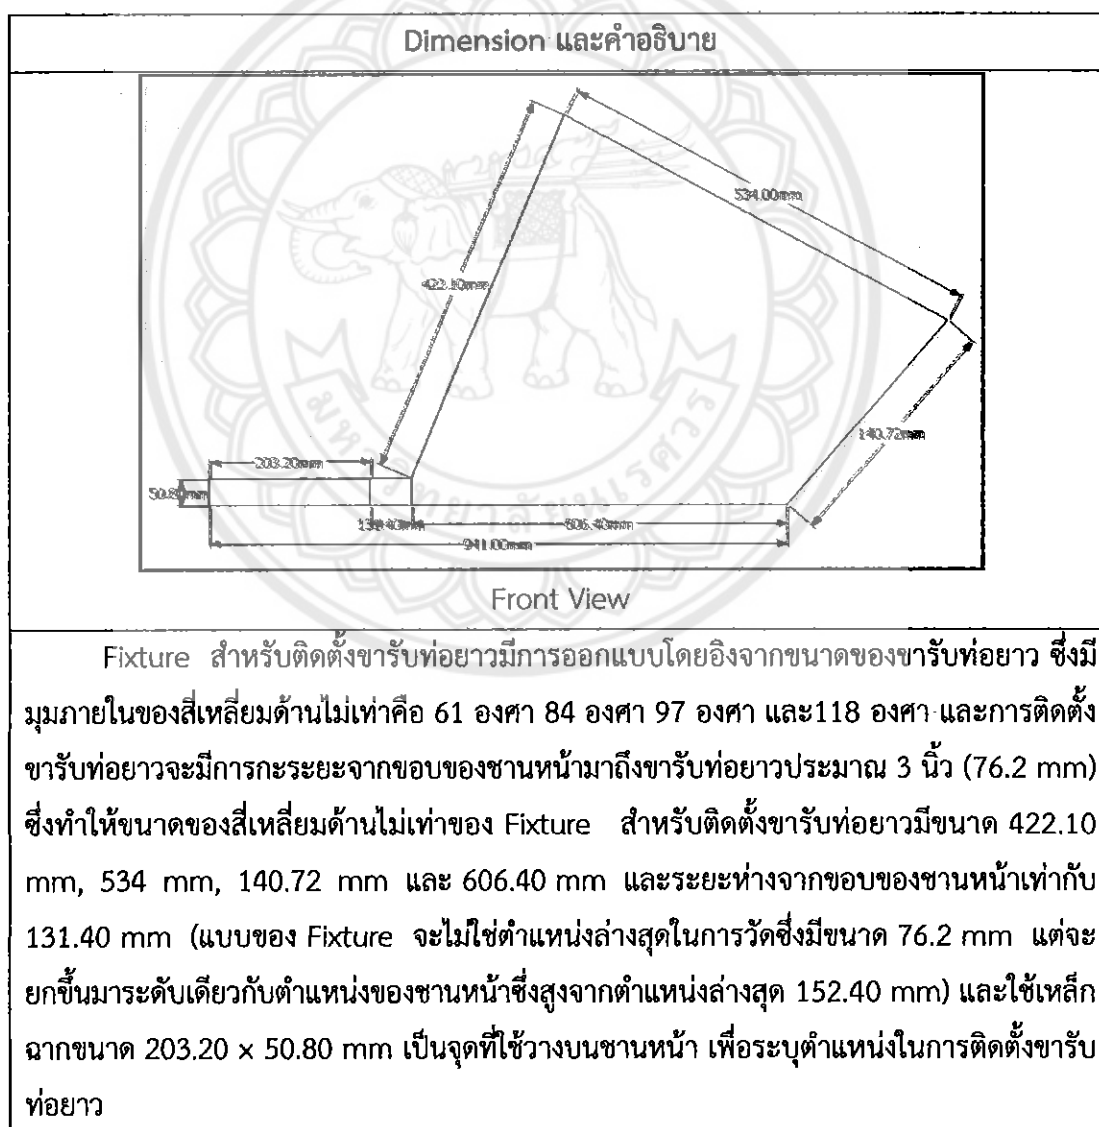 Dimension และคำอธิบาย
534.00mm
422.10mm
140.72mm
203.20mm
50.80mm
131.40mm
606.40mm
941.00mm
มหาวิทยาลัยนเรศวร
Front View
Fixture สำหรับติดตั้งขารับท่อยาวมีการออกแบบโดยอิงจากขนาดของขารับท่อยาว ซึ่งมี
มุมภายในของสี่เหลี่ยมด้านไม่เท่าคือ 61 องศา 84 องศา 97 องศา และ118 องศา และการติดตั้ง
ขารับท่อยาวจะมีการกะระยะจากขอบของชานหน้ามาถึงขารับท่อยาวประมาณ 3 นิ้ว (76.2 mm)
ซึ่งทำให้ขนาดของสี่เหลี่ยมด้านไม่เท่าของ Fixture สำหรับติดตั้งขารับท่อยาวมีขนาด 422.10
mm, 534 mm, 140.72 mm และ 606.40 mm และระยะห่างจากขอบของชานหน้าเท่ากับ
131.40 mm (แบบของ Fixture จะไม่ใช่ตำแหน่งล่างสุดในการวัดซึ่งมีขนาด 76.2 mm แต่จะ
ยกขึ้นมาระดับเดียวกับตำแหน่งของชานหน้าซึ่งสูงจากตำแหน่งล่างสุด 152.40 mm) และใช้เหล็ก
ฉากขนาด 203.20 x 50.80 mm เป็นจุดที่ใช้วางบนชานหน้า เพื่อระบุตำแหน่งในการติดตั้งขารับ
ท่อยาว